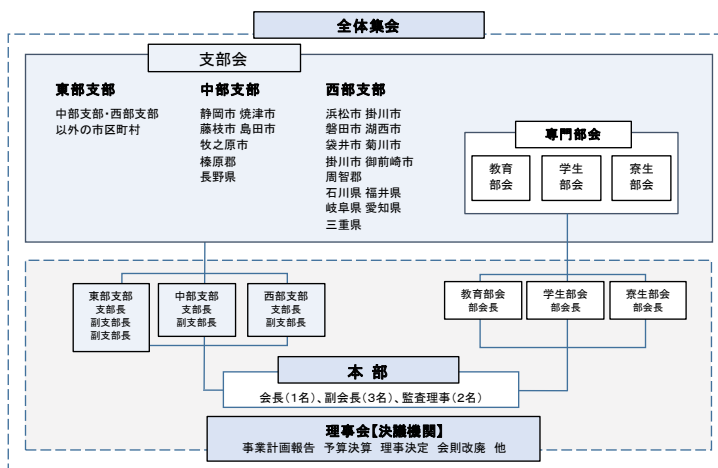 全体集会
支部会
東部支部
中部支部・西部支部
以外の市区町村
中部支部
静岡市 焼津市
藤枝市 島田市
牧之原市
榛原郡
長野県
西部支部
浜松市 掛川市
磐田市 湖西市
袋井市 菊川市
掛川市 御前崎市
周智郡
石川県 福井県
岐阜県 愛知県
三重県
専門部会
教育
部会
学生
部会
寮生
部会
東部支部
支部長
副支部長
副支部長
中部支部
支部長
副支部長
西部支部
支部長
副支部長
教育部会
部会長
学生部会
部会長
寮生部会
部会長
本 部
会長(1名)、副会長(3名)、監査理事(2名)
理事会【決議機関】
事業計画報告 予算決算 理事決定 会則改廃 他